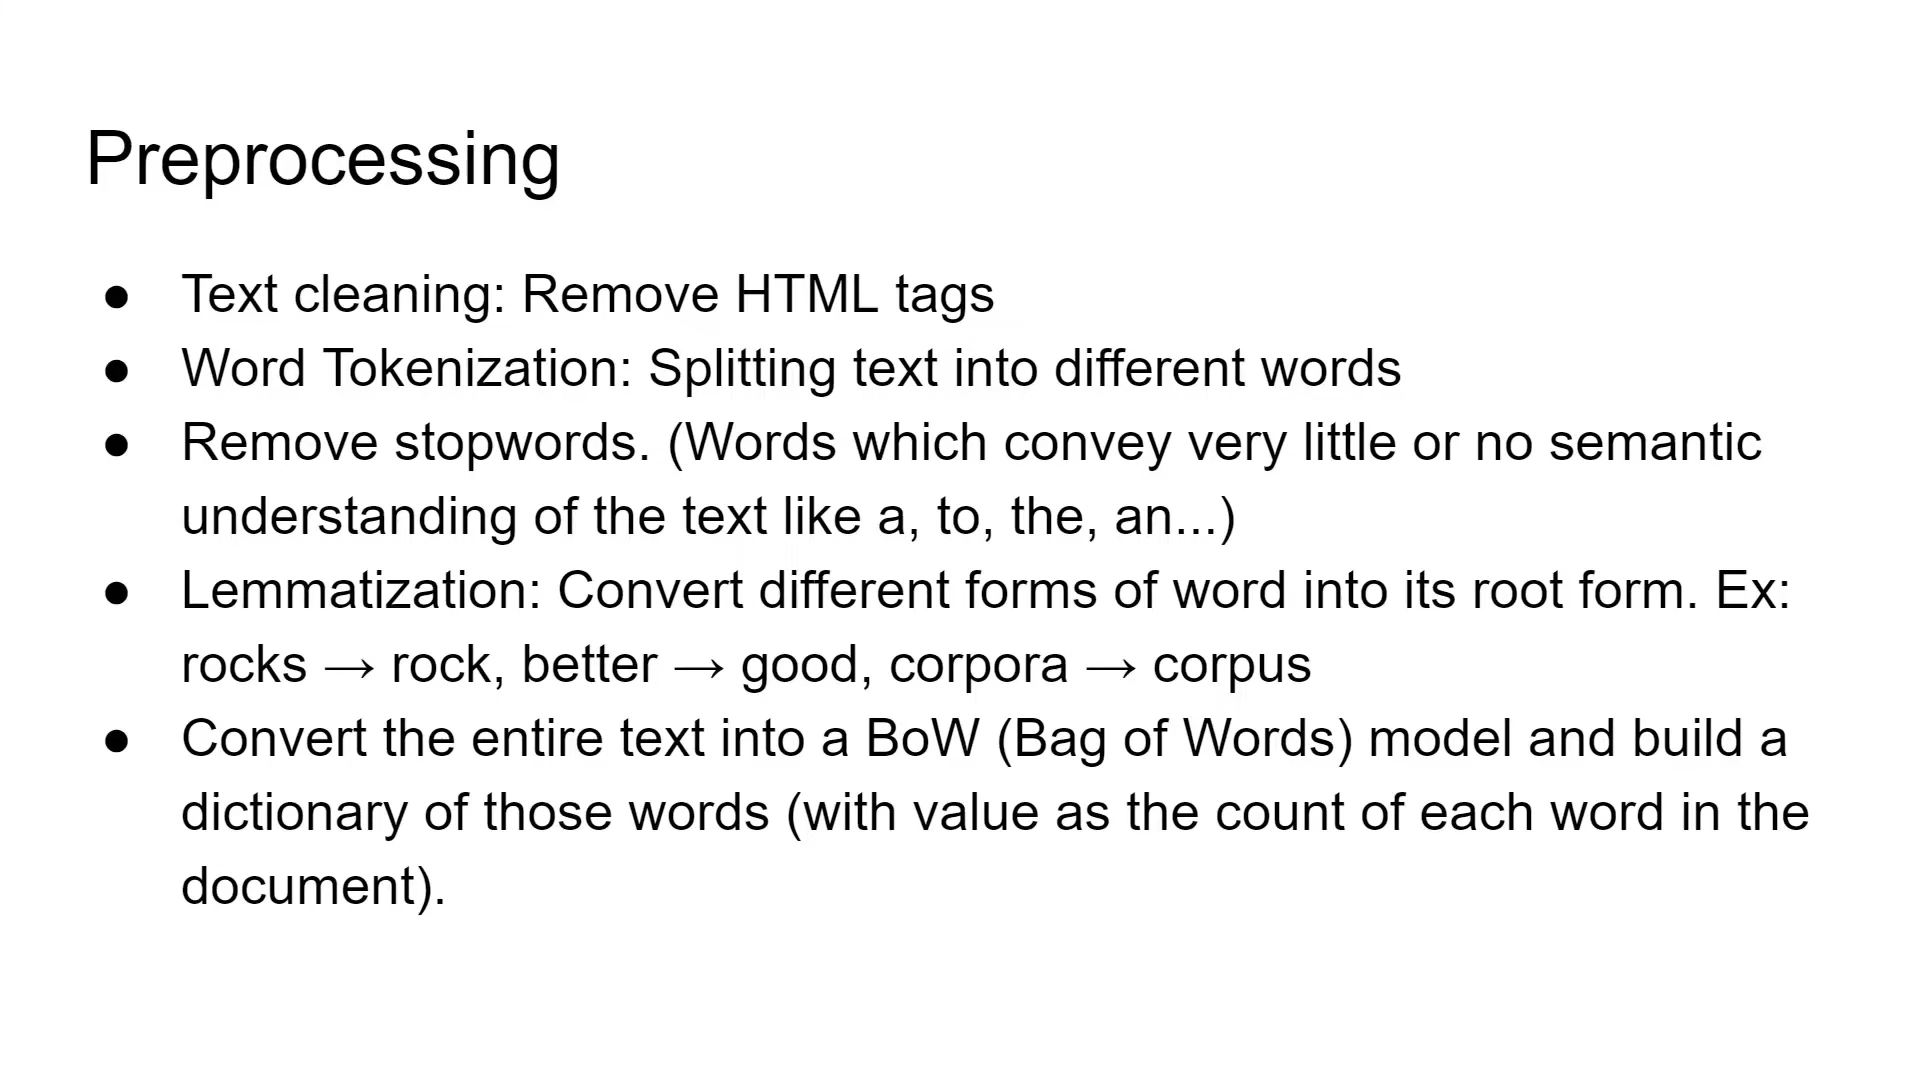 Preprocessing
● Text cleaning: Remove HTML tags
● Word Tokenization: Splitting text into different words
● Remove stopwords. (Words which convey very little or no semantic
understanding of the text like a, to, the, an...)
● Lemmatization: Convert different forms of word into its root form. Ex:
rocks → rock, better → good, corpora → corpus
● Convert the entire text into a BoW (Bag of Words) model and build a
dictionary of those words (with value as the count of each word in the
document).